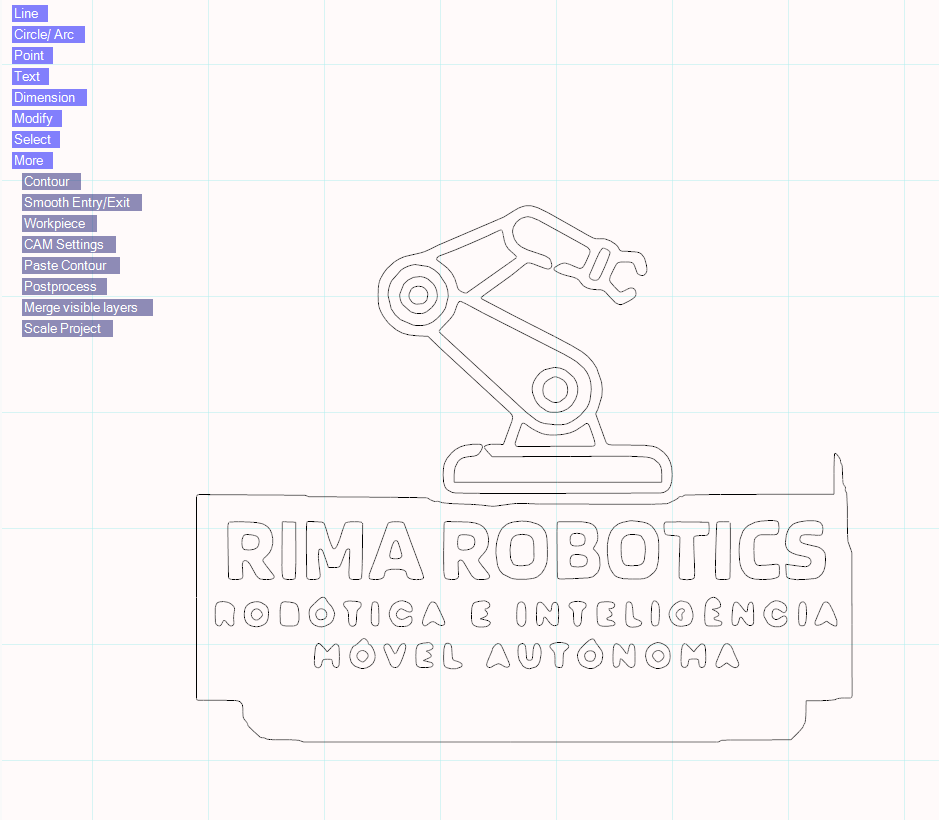 Line
Circle/ Arc
Point
Text
Dimension
Modify
Select
More
Contour
Smooth Entry/Exit
Workpiece
CAM Settings
Paste Contour
Postprocess
Merge visible layers
Scale Project
RIMA ROBOTICS
ROBÓTICA E INTELIGÊNCIA
MÓVEL AUTÔNOMA